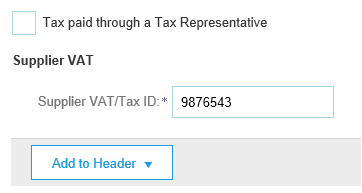 Tax paid through a Tax Representative
Supplier VAT
Supplier VAT/Tax ID:* 9876543
Add to Header